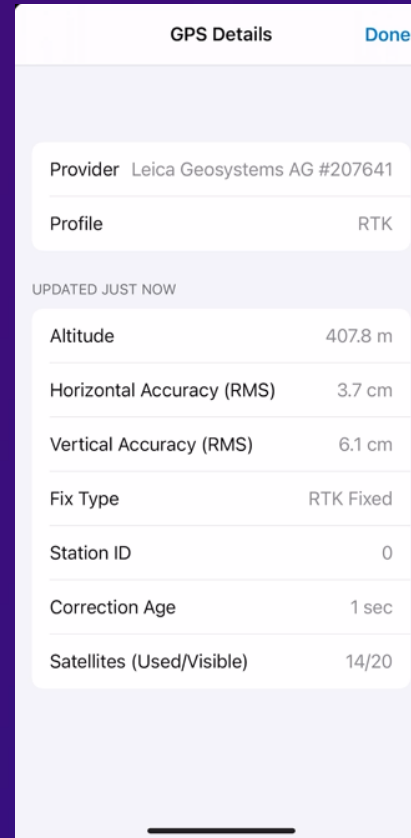 GPS Details Done
Provider Leica Geosystems AG #207641
Profile RTK
UPDATED JUST NOW
Altitude 407.8 m
Horizontal Accuracy (RMS) 3.7 cm
Vertical Accuracy (RMS) 6.1 cm
Fix Type RTK Fixed
Station ID 0
Correction Age 1 sec
Satellites (Used/Visible) 14/20